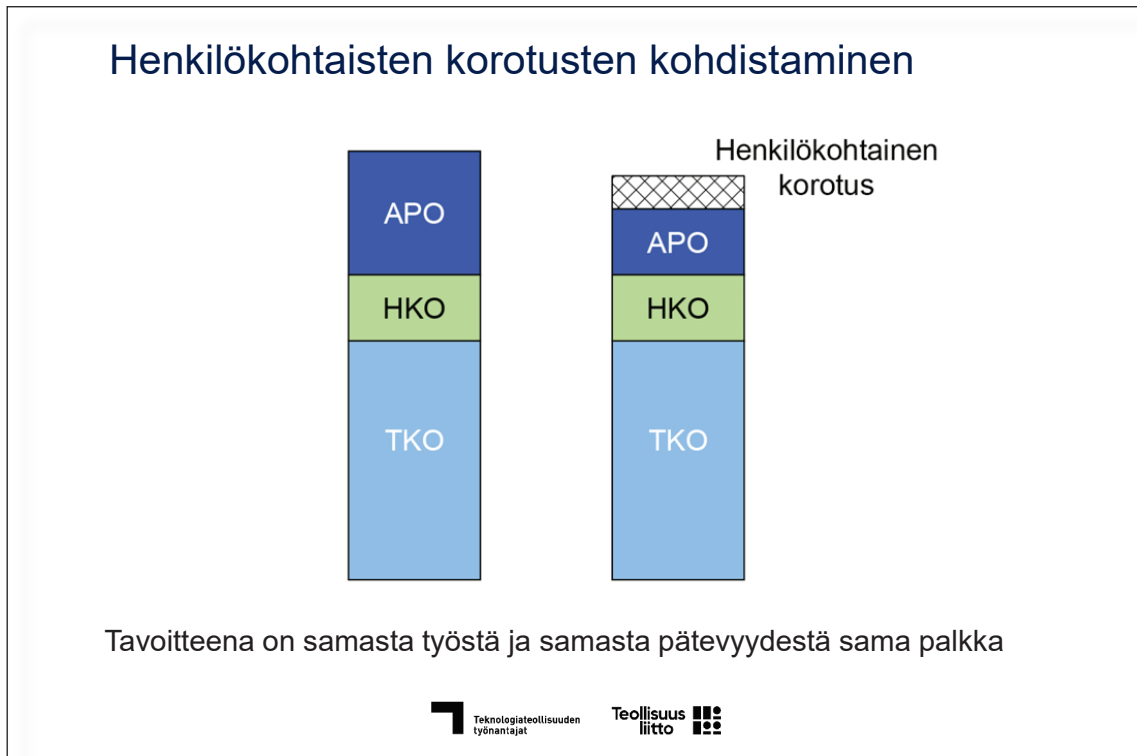 Henkilökohtaisten korotusten kohdistaminen
APO
HKO
TKO
Henkilökohtainen
korotus
APO
HKO
TKO
Tavoitteena on samasta työstä ja samasta pätevyydestä sama palkka
Teknologiateollisuuden
työnantajat
Teollisuus
liitto